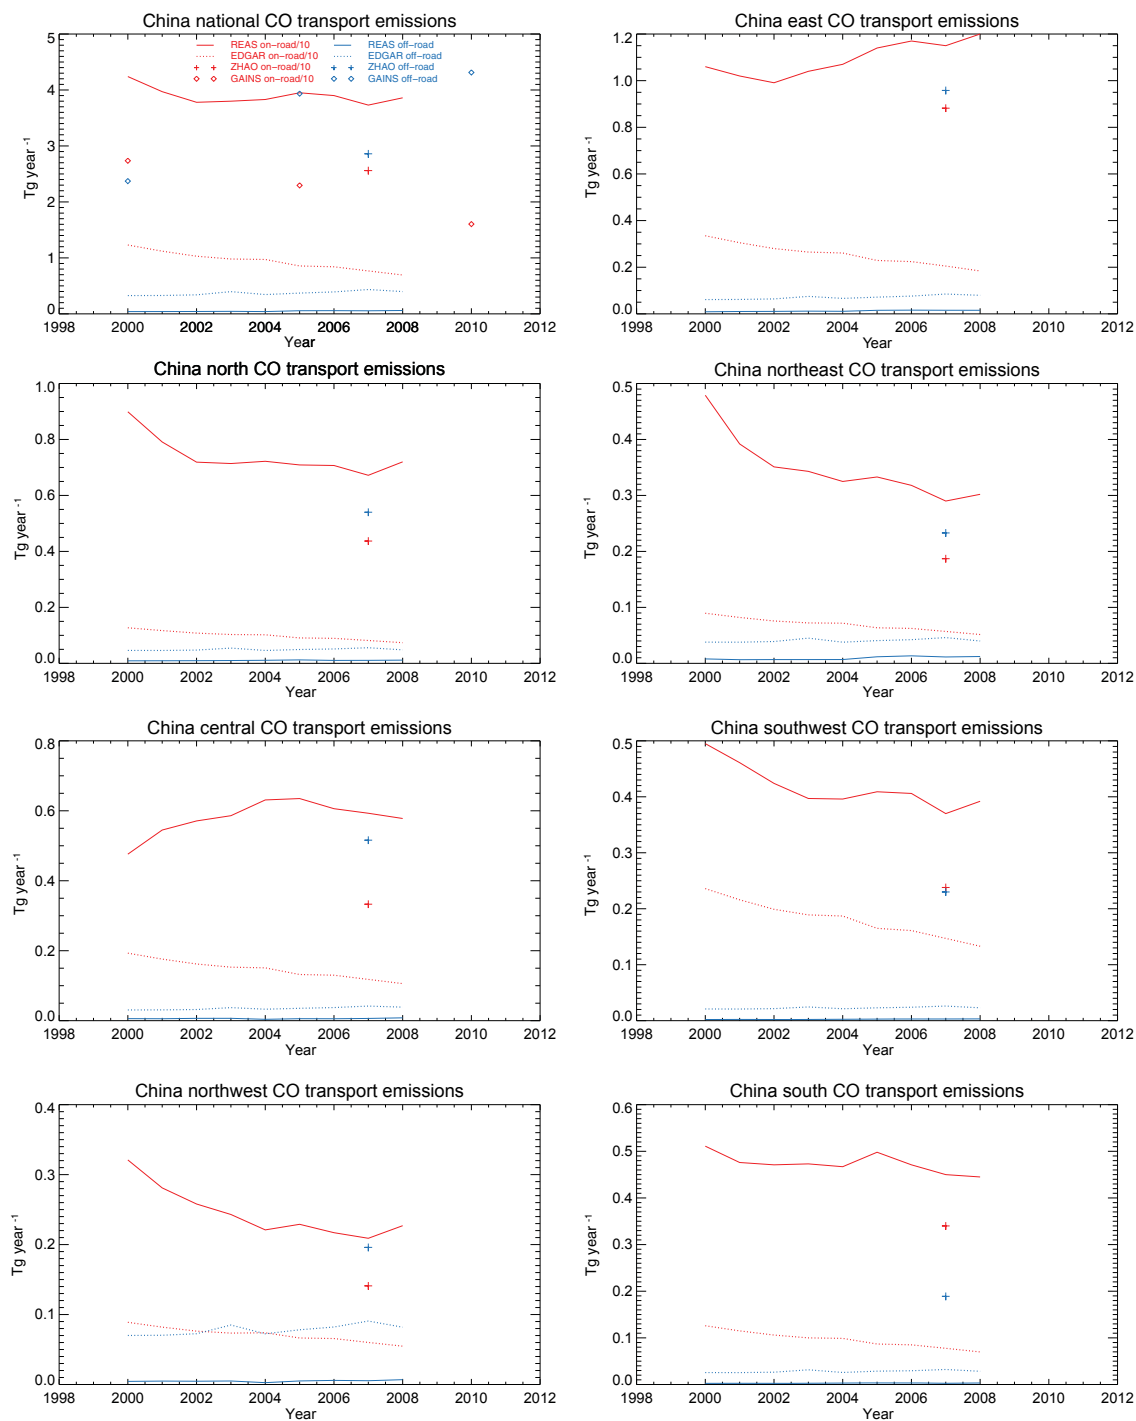 China national CO transport emissions
5
4
3
2
1
0
Tg year -1
REAS on-road/10
EDGAR on-road/10
ZHAO on-road/10
GAINS on-road/10
REAS off-road
EDGAR off-road
ZHAO off-road
GAINS off-road
1998 2000 2002 2004 2006 2008 2010 2012
Year
China east CO transport emissions
1.2
1.0
0.8
0.6
0.4
0.2
0.0
Tg year -1
1998 2000 2002 2004 2006 2008 2010 2012
Year
China north CO transport emissions
1.0
0.8
0.6
0.4
0.2
0.0
Tg year -1
1998 2000 2002 2004 2006 2008 2010 2012
Year
China northeast CO transport emissions
0.5
0.4
0.3
0.2
0.1
0.0
Tg year -1
1998 2000 2002 2004 2006 2008 2010 2012
Year
China central CO transport emissions
0.8
0.6
0.4
0.2
0.0
Tg year -1
1998 2000 2002 2004 2006 2008 2010 2012
Year
China southwest CO transport emissions
0.5
0.4
0.3
0.2
0.1
0.0
Tg year -1
1998 2000 2002 2004 2006 2008 2010 2012
Year
China northwest CO transport emissions
0.4
0.3
0.2
0.1
0.0
Tg year -1
1998 2000 2002 2004 2006 2008 2010 2012
Year
China south CO transport emissions
0.6
0.5
0.4
0.3
0.2
0.1
0.0
Tg year -1
1998 2000 2002 2004 2006 2008 2010 2012
Year